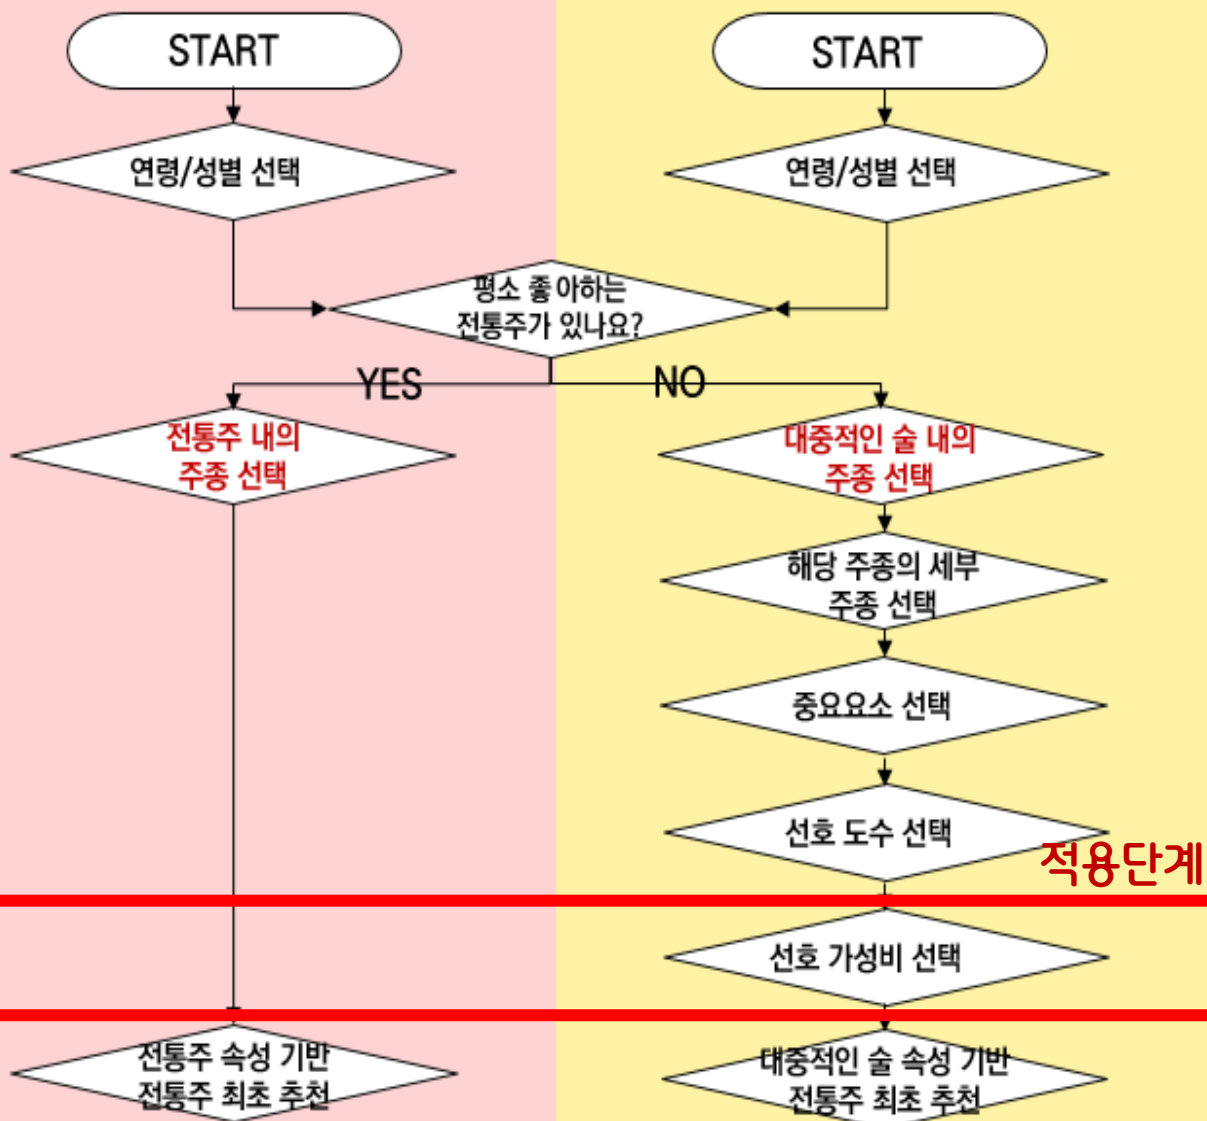 START
START
연령/성별 선택
연령/성별 선택
평소 좋아하는
전통주가 있나요?
YES
NO
전통주 내의
주종 선택
대중적인 술 내의
주종 선택
해당 주종의 세부
주종 선택
중요요소 선택
선호 도수 선택
적용단계
선호 가성비 선택
전통주 속성 기반
전통주 최초 추천
대중적인 술 속성 기반
전통주 최초 추천